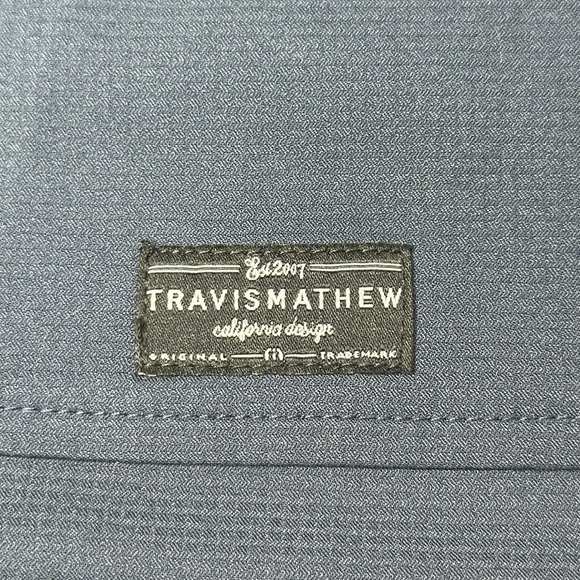 Est 2007
TRAVISMATHEW
california design
ORIGINAL TRADEMARK